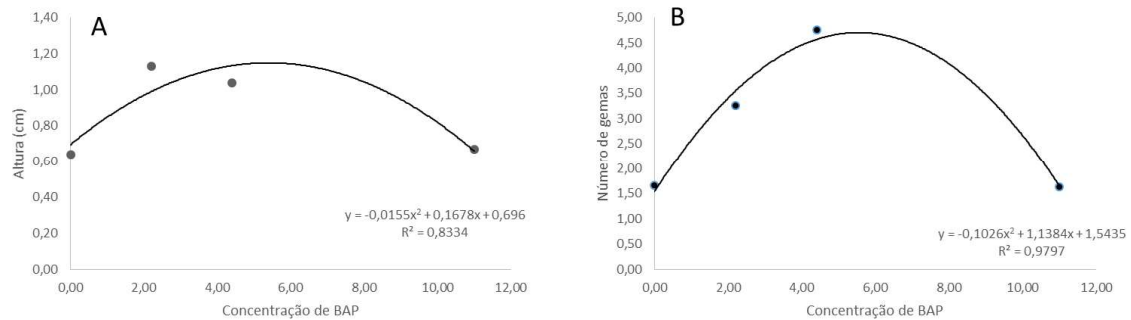 A
1,40
1,20
1,00
0,80
0,60
0,40
0,20
0,00
Altura (cm)
y = -0,0155x² + 0,1678x + 0,696
R² = 0,8334
0,00 2,00 4,00 6,00 8,00 10,00 12,00
Concentração de BAP
B
5,00
4,50
4,00
3,50
3,00
2,50
2,00
1,50
1,00
0,50
0,00
Número de gemas
y = -0,1026x² + 1,1384x + 1,5435
R² = 0,9797
0,00 2,00 4,00 6,00 8,00 10,00 12,00
Concentração de BAP